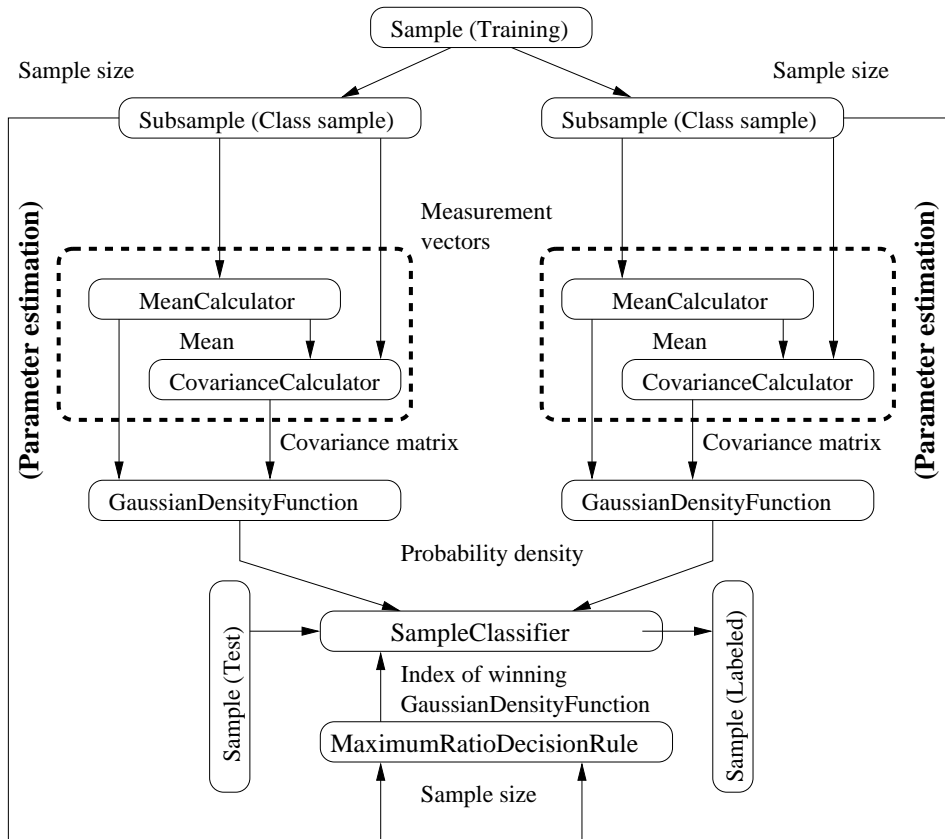 Sample (Training)
Sample size
Sample size
Subsample (Class sample)
Subsample (Class sample)
Measurement
vectors
(Parameter estimation)
(Parameter estimation)
MeanCalculator
MeanCalculator
Mean
Mean
CovarianceCalculator
CovarianceCalculator
Covariance matrix
Covariance matrix
GaussianDensityFunction
GaussianDensityFunction
Probability density
Sample (Test)
SampleClassifier
Sample (Labeled)
Index of winning
GaussianDensityFunction
MaximumRatioDecisionRule
Sample size